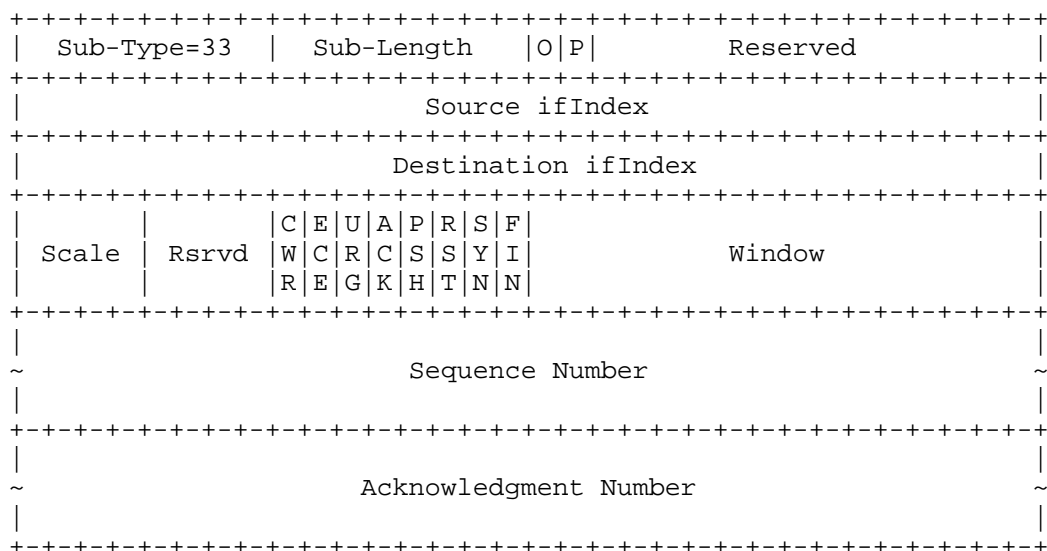 +-+-+-+-+-+-+-+-+-+-+-+-+-+-+-+-+-+-+-+-+-+-+-+-+-+-+-+-+-+-+-+-+
|  Sub-Type=33  |  Sub-Length   |O|P|         Reserved          |
+-+-+-+-+-+-+-+-+-+-+-+-+-+-+-+-+-+-+-+-+-+-+-+-+-+-+-+-+-+-+-+-+
|                         Source ifIndex                        |
+-+-+-+-+-+-+-+-+-+-+-+-+-+-+-+-+-+-+-+-+-+-+-+-+-+-+-+-+-+-+-+-+
|                       Destination ifIndex                     |
+-+-+-+-+-+-+-+-+-+-+-+-+-+-+-+-+-+-+-+-+-+-+-+-+-+-+-+-+-+-+-+-+
|       |       |C|E|U|A|P|R|S|F|                               |
| Scale | Rsrvd |W|C|R|C|S|S|Y|I|            Window             |
|       |       |R|E|G|K|H|T|N|N|                               |
+-+-+-+-+-+-+-+-+-+-+-+-+-+-+-+-+-+-+-+-+-+-+-+-+-+-+-+-+-+-+-+-+
|                                                               |
~                        Sequence Number                        ~
|                                                               |
+-+-+-+-+-+-+-+-+-+-+-+-+-+-+-+-+-+-+-+-+-+-+-+-+-+-+-+-+-+-+-+-+
|                                                               |
~                     Acknowledgment Number                     ~
|                                                               |
+-+-+-+-+-+-+-+-+-+-+-+-+-+-+-+-+-+-+-+-+-+-+-+-+-+-+-+-+-+-+-+-+